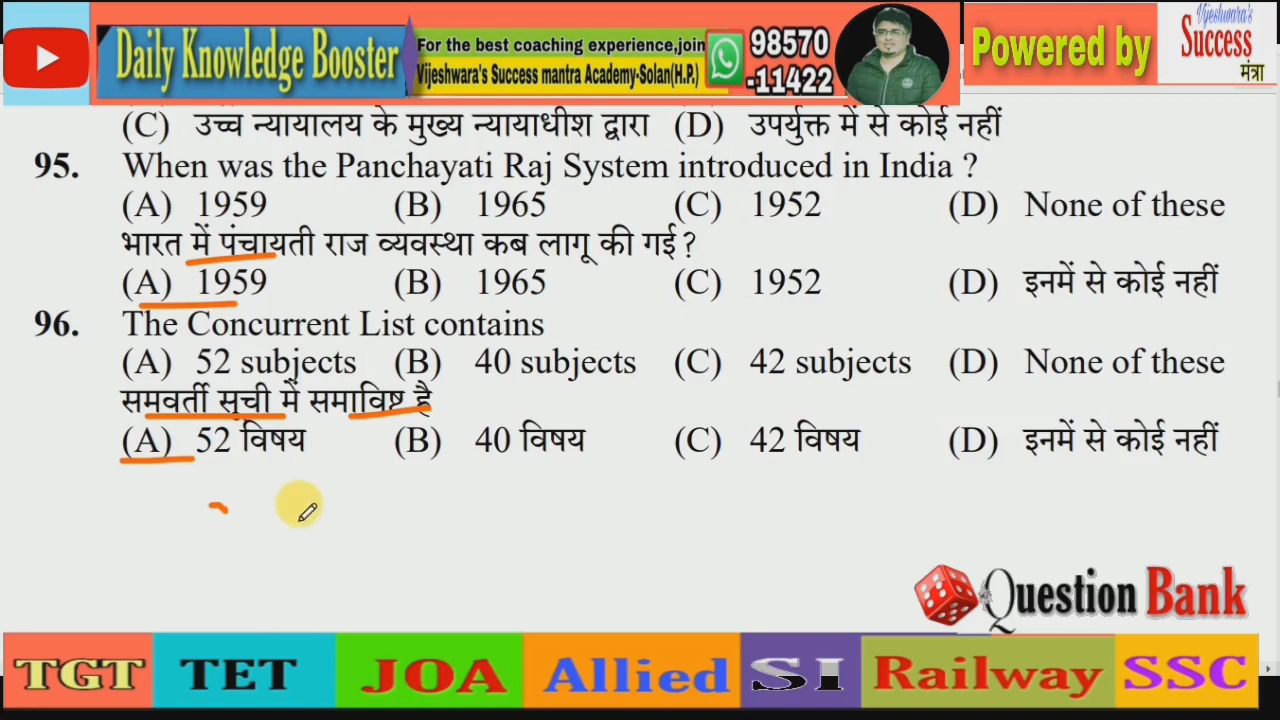 Daily Knowledge Booster
For the best coaching experience,join
Vijeshwara's Success mantra Academy-Solan(H.P.)
98570
-11422
Powered by
Vijeshwara's
Success
मंत्रा
(C) उच्च न्यायालय के मुख्य न्यायाधीश द्वारा (D) उपर्युक्त में से कोई नहीं
95. When was the Panchayati Raj System introduced in India ?
(A) 1959 (B) 1965 (C) 1952 (D) None of these
भारत में पंचायती राज व्यवस्था कब लागू की गई?
(A) 1959 (B) 1965 (C) 1952 (D) इनमें से कोई नहीं
96. The Concurrent List contains
(A) 52 subjects (B) 40 subjects (C) 42 subjects (D) None of these
समवर्ती सूची में समाविष्ट है
(A) 52 विषय (B) 40 विषय (C) 42 विषय (D) इनमें से कोई नहीं
Question Bank
TGT TET JOA Allied SI Railway SSC